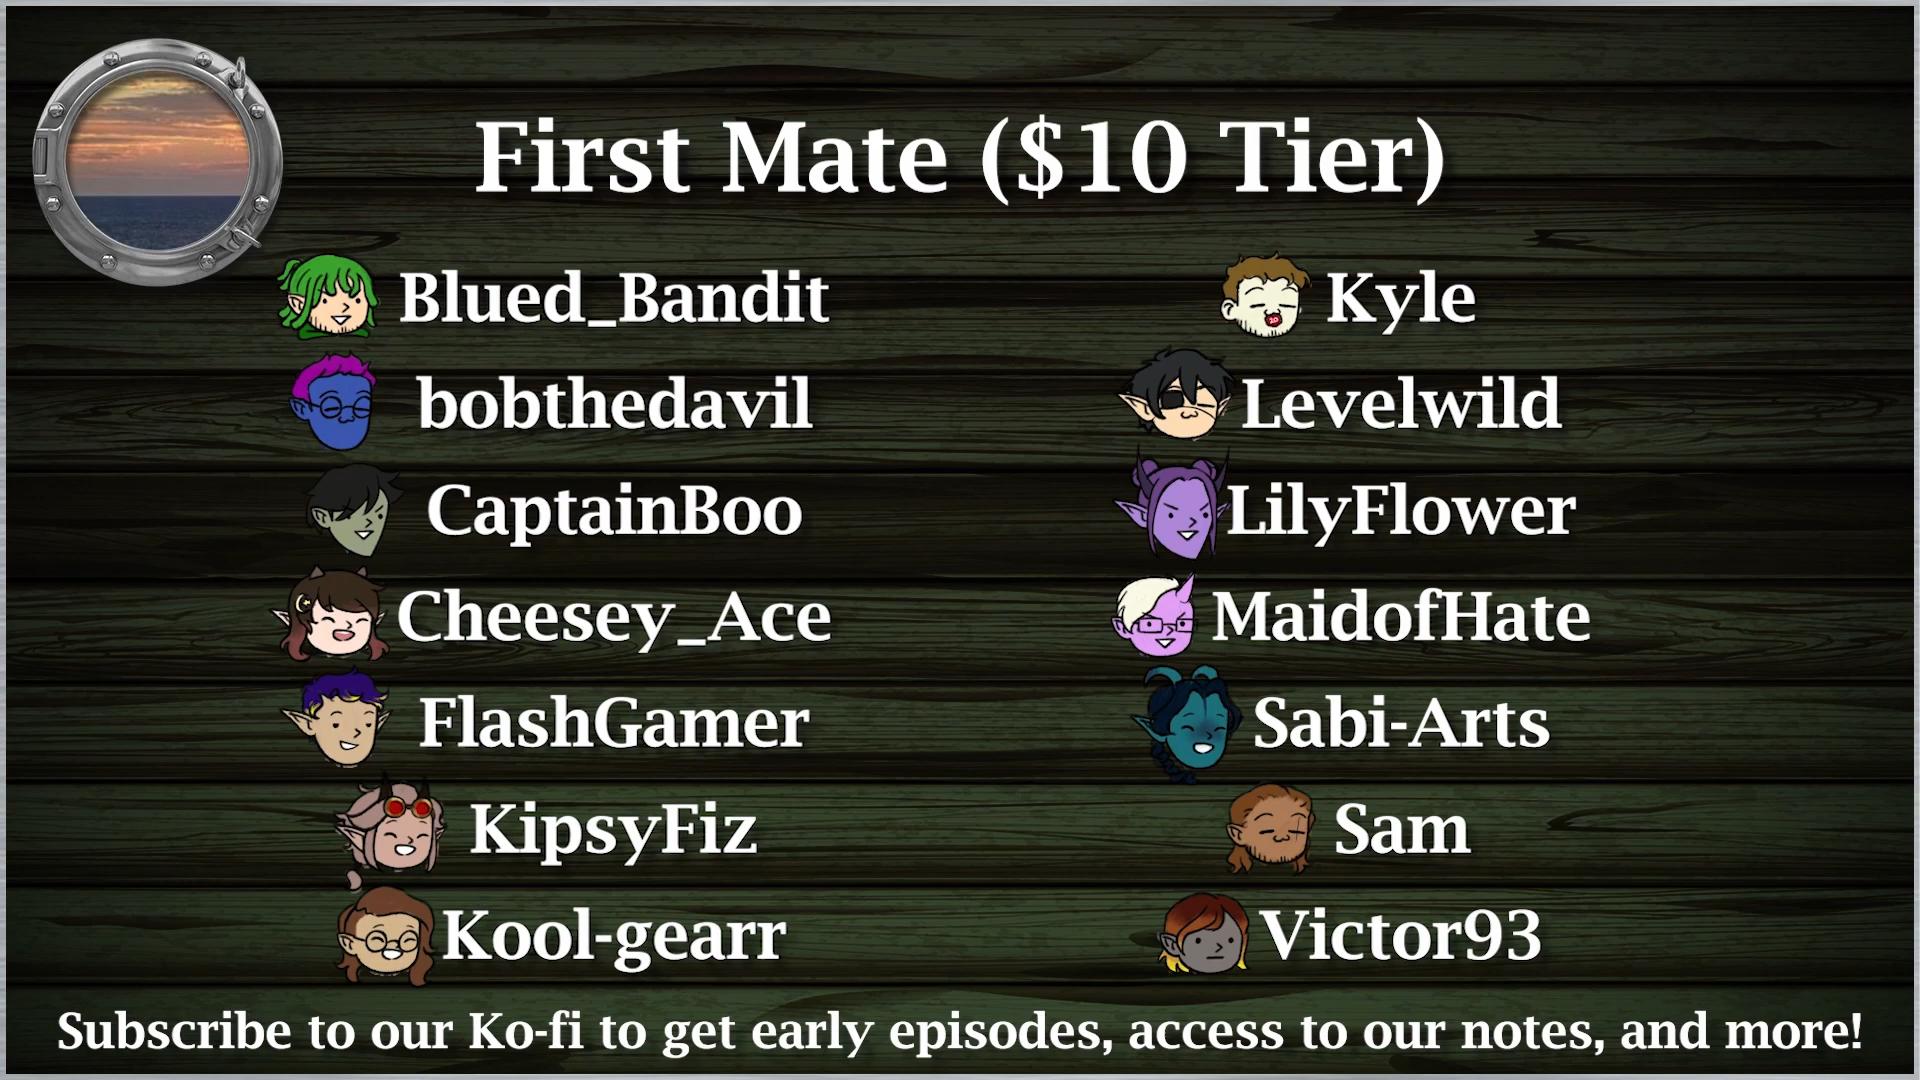 First Mate ($10 Tier)
Blued_Bandit
bobthedavil
CaptainBoo
Cheesey_Ace
FlashGamer
KipsyFiz
Kool-gearr
Kyle
Levelwild
LilyFlower
MaidofHate
Sabi-Arts
Sam
Victor93
Subscribe to our Ko-fi to get early episodes, access to our notes, and more!